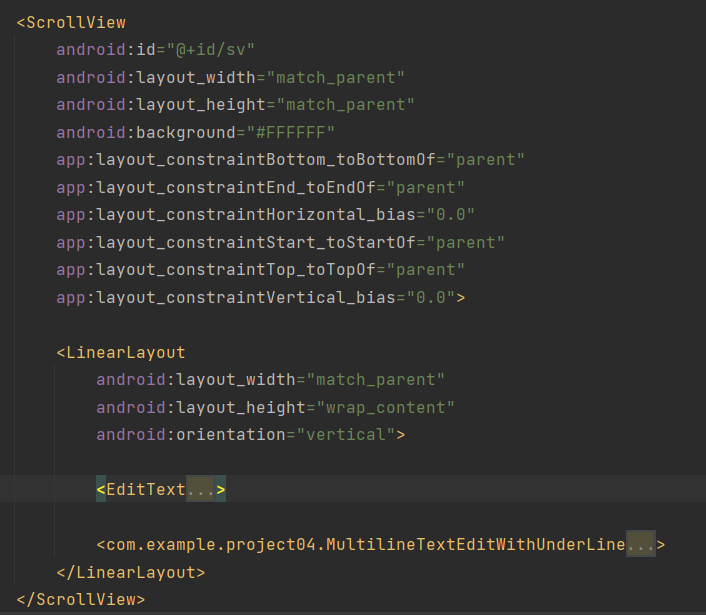 <ScrollView
android:id="@+id/sv"
android:layout_width="match_parent"
android:layout_height="match_parent"
android:background="#FFFFFF"
app:layout_constraintBottom_toBottomOf="parent"
app:layout_constraintEnd_toEndOf="parent"
app:layout_constraintHorizontal_bias="0.0"
app:layout_constraintStart_toStartOf="parent"
app:layout_constraintTop_toTopOf="parent"
app:layout_constraintVertical_bias="0.0">
<LinearLayout
android:layout_width="match_parent"
android:layout_height="wrap_content"
android:orientation="vertical">
<EditText...>
<com.example.project04.MultilineTextEditWithUnderLine...>
</LinearLayout>
</ScrollView>